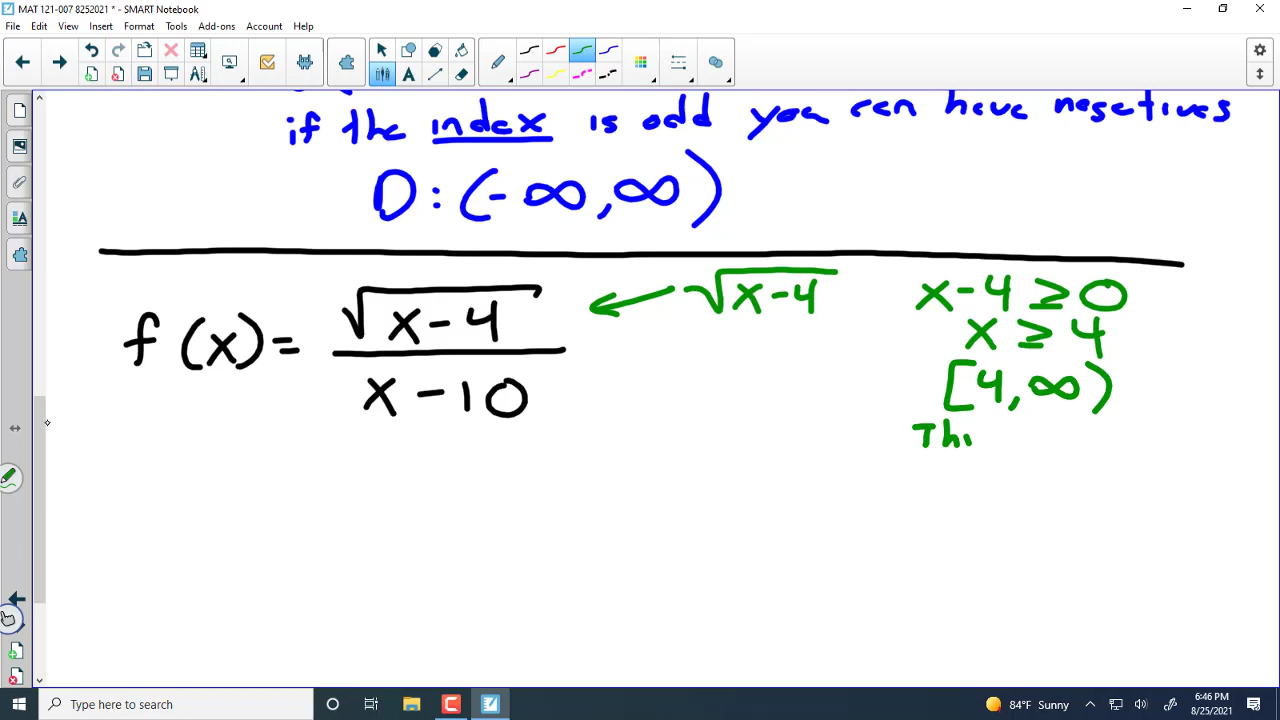 MAT 121-007 8252021 * - SMART Notebook
File Edit View Insert Format Tools Add-ons Account Help
if the index is odd you can have negatives
D: (-∞, ∞)
f(x) = √(x-4) / (x-10)
√(x-4)
x-4 ≥ 0
x ≥ 4
[4, ∞)
Thi
Type here to search
84°F Sunny
6:46 PM
8/25/2021